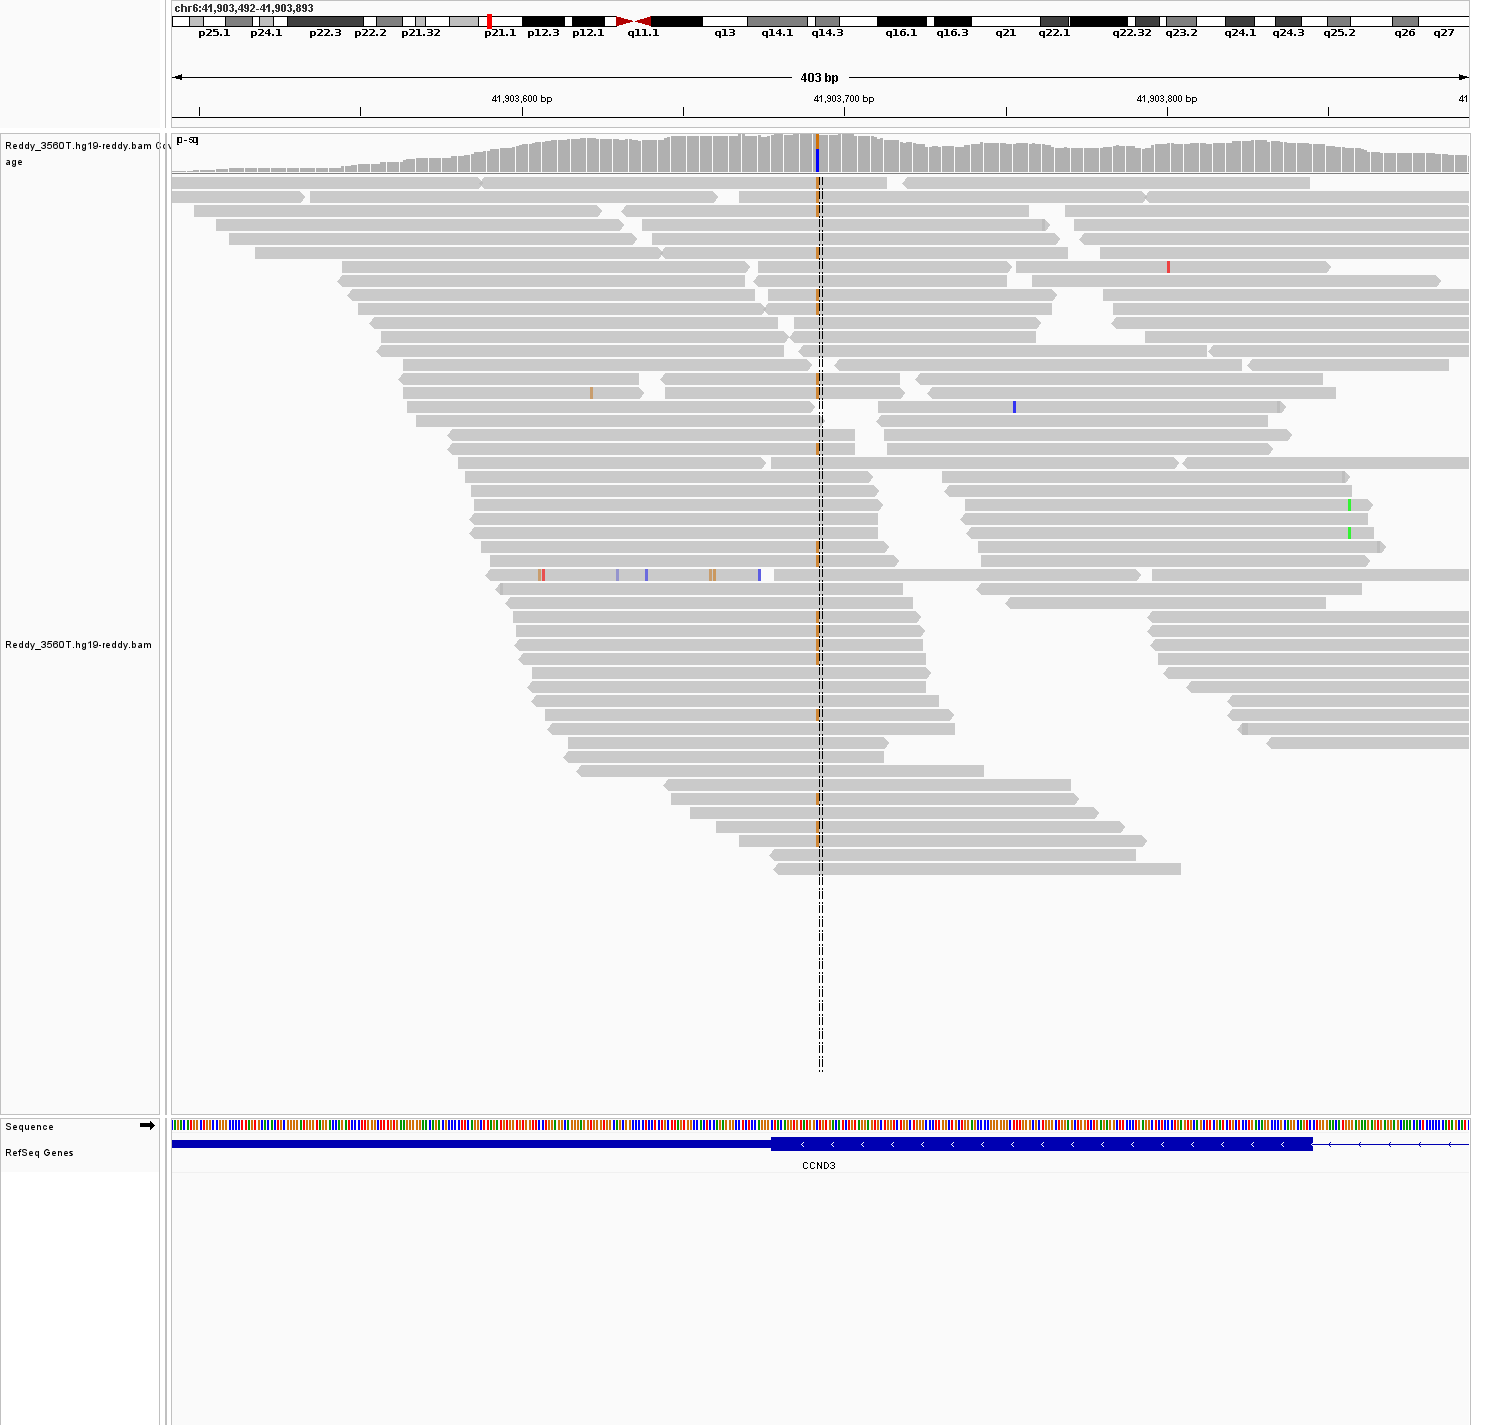 chr6:41,903,492-41,903,893
p25.1 p24.1 p22.3 p22.2 p21.32 p21.1 p12.3 p12.1 q11.1 q13 q14.1 q14.3 q16.1 q16.3 q21 q22.1 q22.32 q23.2 q24.1 q24.3 q25.2 q26 q27
403 bp
41,903,600 bp 41,903,700 bp 41,903,800 bp 41
Reddy_3560T.hg19-reddy.bam Cov
age
Reddy_3560T.hg19-reddy.bam
Sequence
RefSeq Genes
CCND3